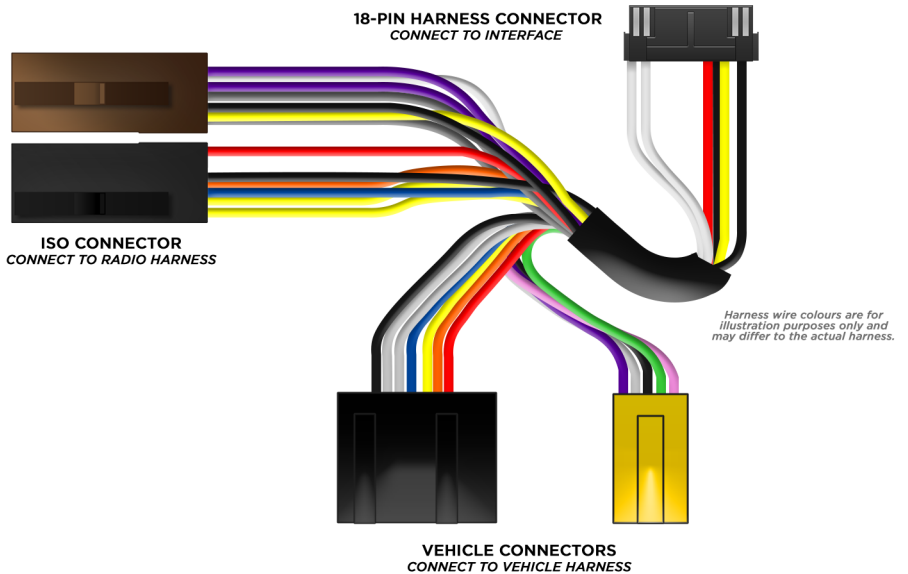 18-PIN HARNESS CONNECTOR
CONNECT TO INTERFACE
ISO CONNECTOR
CONNECT TO RADIO HARNESS
Harness wire colours are for
illustration purposes only and
may differ to the actual harness.
VEHICLE CONNECTORS
CONNECT TO VEHICLE HARNESS